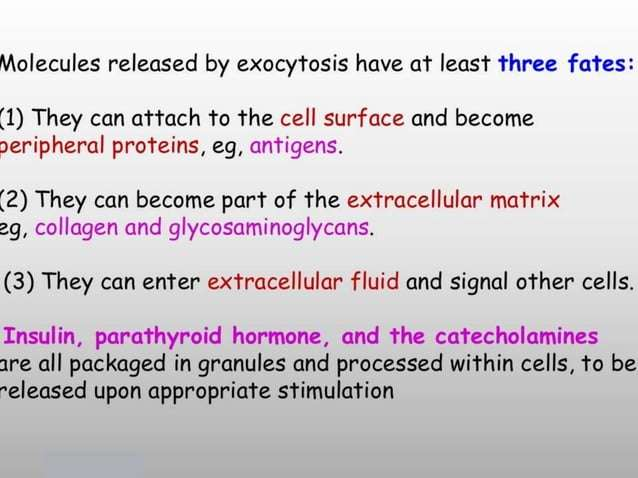 Molecules released by exocytosis have at least three fates:
(1) They can attach to the cell surface and become
peripheral proteins, eg, antigens.
(2) They can become part of the extracellular matrix
eg, collagen and glycosaminoglycans.
(3) They can enter extracellular fluid and signal other cells.
Insulin, parathyroid hormone, and the catecholamines
are all packaged in granules and processed within cells, to be
released upon appropriate stimulation